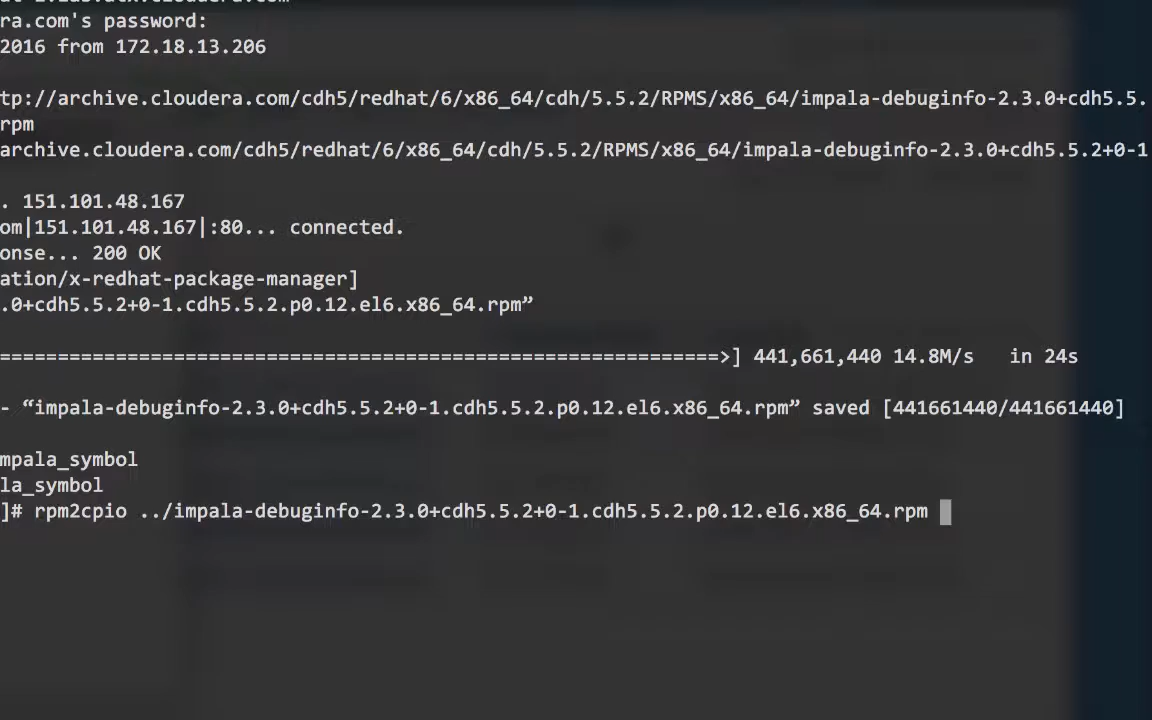 ra.com's password:
2016 from 172.18.13.206
tp://archive.cloudera.com/cdh5/redhat/6/x86_64/cdh/5.5.2/RPMS/x86_64/impala-debuginfo-2.3.0+cdh5.5.
rpm
archive.cloudera.com/cdh5/redhat/6/x86_64/cdh/5.5.2/RPMS/x86_64/impala-debuginfo-2.3.0+cdh5.5.2+0-1
. 151.101.48.167
om|151.101.48.167|:80... connected.
onse... 200 OK
ation/x-redhat-package-manager]
.0+cdh5.5.2+0-1.cdh5.5.2.p0.12.el6.x86_64.rpm”
==============================================================>] 441,661,440 14.8M/s   in 24s
- “impala-debuginfo-2.3.0+cdh5.5.2+0-1.cdh5.5.2.p0.12.el6.x86_64.rpm” saved [441661440/441661440]
mpala_symbol
la_symbol
]# rpm2cpio ../impala-debuginfo-2.3.0+cdh5.5.2+0-1.cdh5.5.2.p0.12.el6.x86_64.rpm